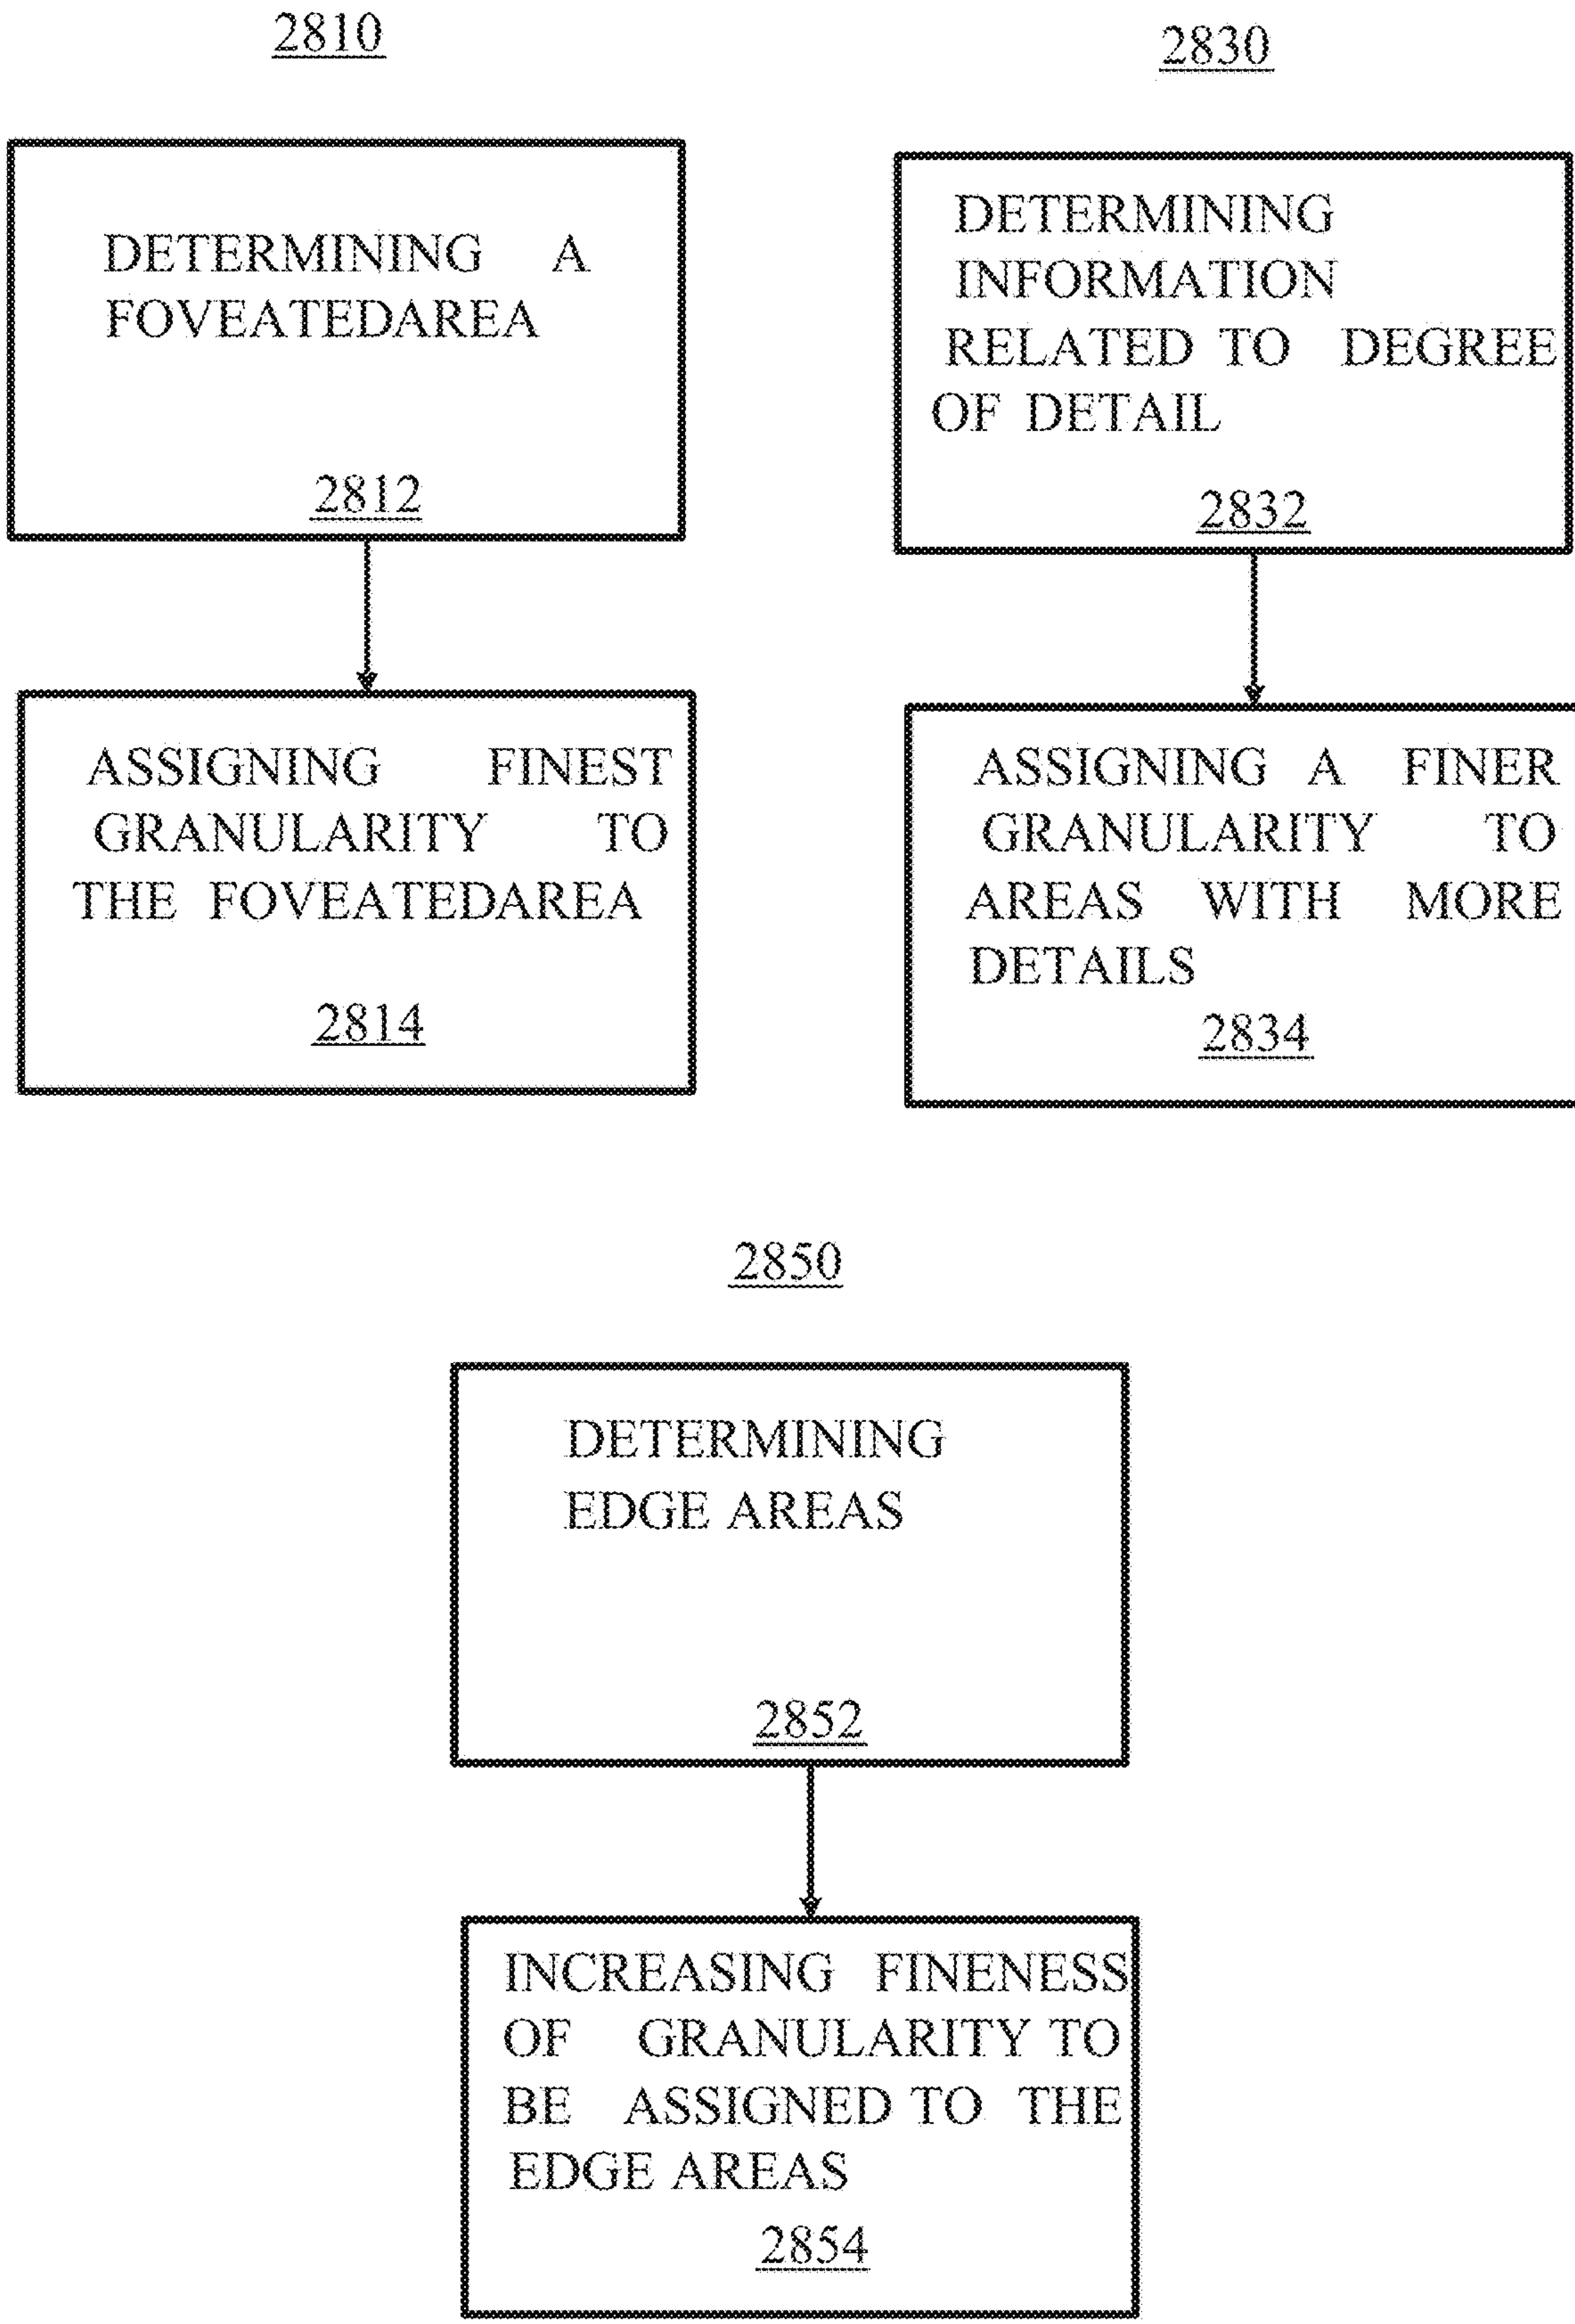 2810
DETERMINING A
FOVEATEDAREA
2812
ASSIGNING FINEST
GRANULARITY TO
THE FOVEATEDAREA
2814
2830
DETERMINING
INFORMATION
RELATED TO DEGREE
OF DETAIL
2832
ASSIGNING A FINER
GRANULARITY TO
AREAS WITH MORE
DETAILS
2834
2850
DETERMINING
EDGE AREAS
2852
INCREASING FINENESS
OF GRANULARITY TO
BE ASSIGNED TO THE
EDGE AREAS
2854